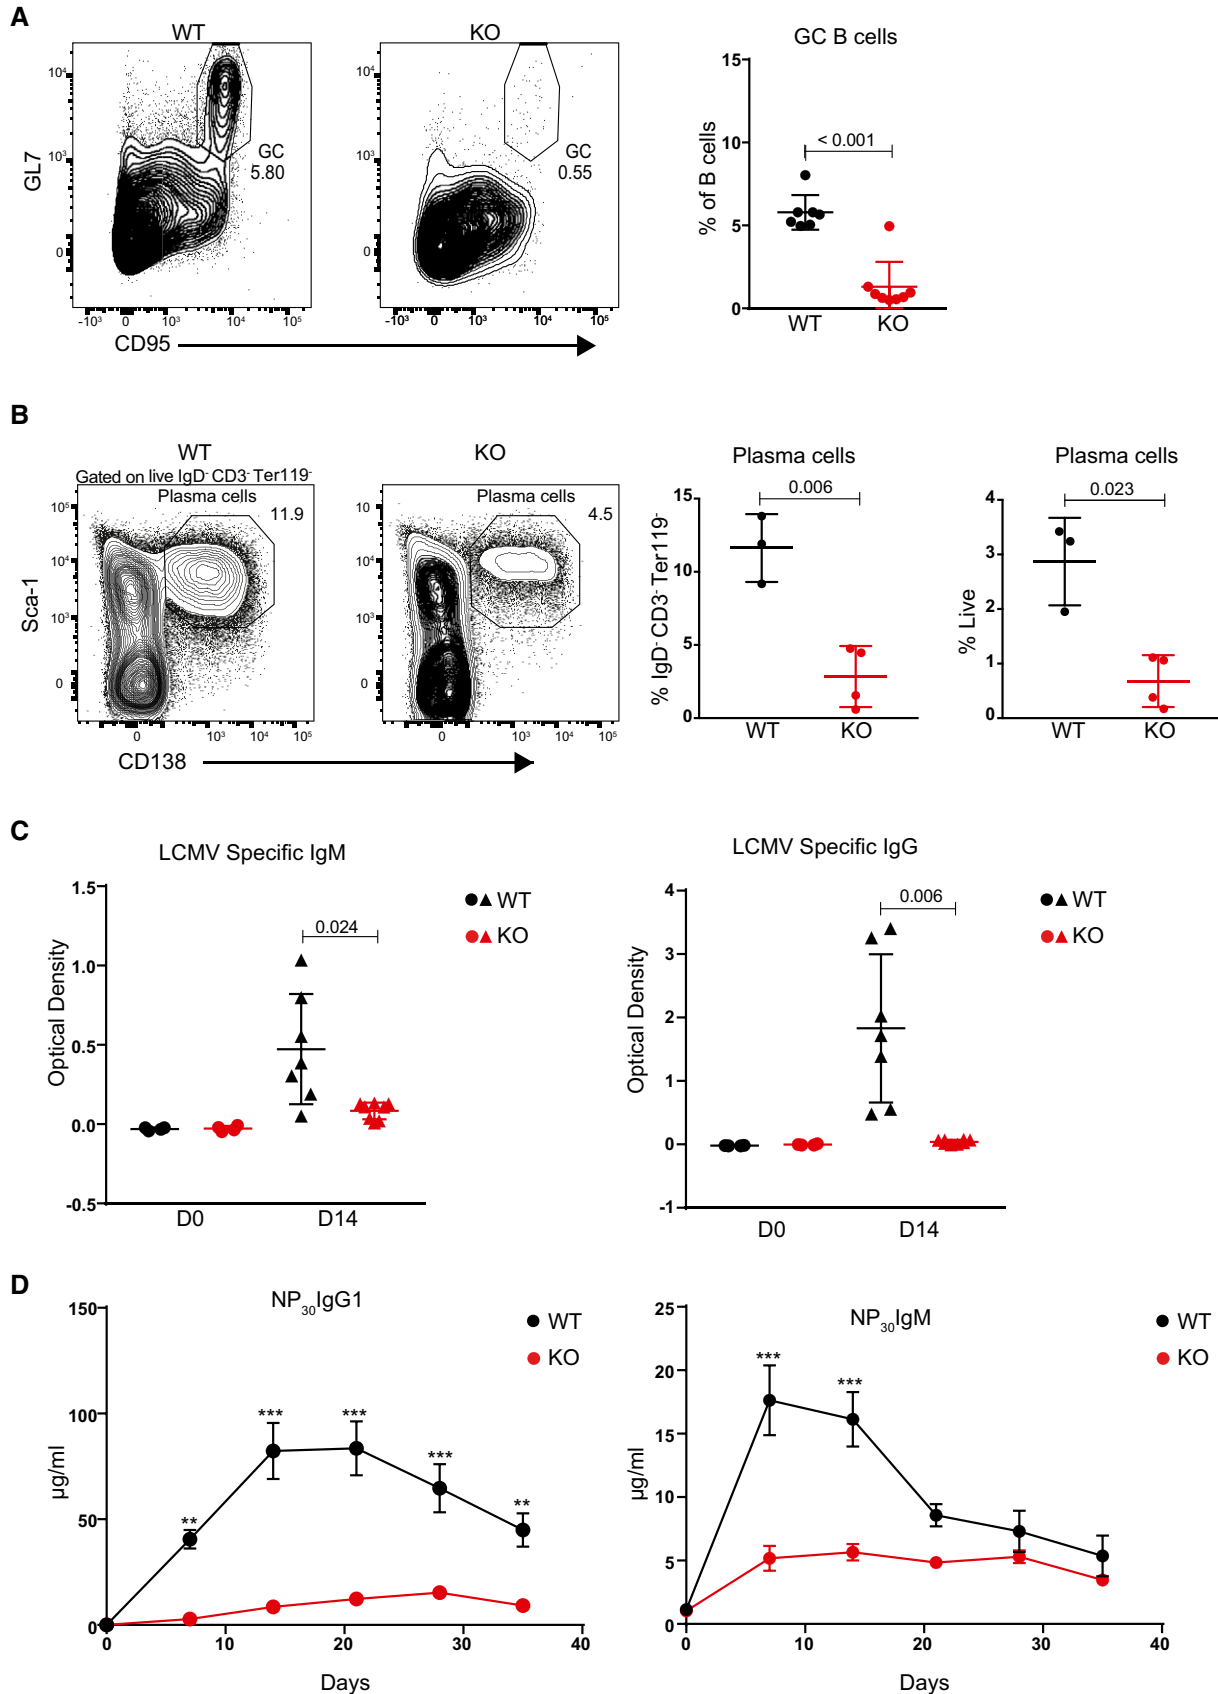 A
WT
KO
GC B cells
GL7
10⁴
10³
0
GC
5.80
-10³ 0 10³ 10⁴ 10⁵
10⁴
10³
0
GC
0.55
-10³ 0 10³ 10⁴ 10⁵
CD95
% of B cells
15
10
5
0
< 0.001
WT KO
B
WT
KO
Gated on live IgD⁻ CD3⁻ Ter119⁻
Plasma cells
11.9
Sca-1
10⁵
10⁴
10³
0
0 10³ 10⁴ 10⁵
Plasma cells
4.5
10
10⁴
10³
0
0 10³ 10⁴ 10⁵
CD138
Plasma cells
% IgD⁻ CD3⁻ Ter119⁻
15
10
5
0
0.006
WT KO
Plasma cells
% Live
4
3
2
1
0
0.023
WT KO
C
LCMV Specific IgM
Optical Density
1.5
1.0
0.5
0.0
-0.5
0.024
D0 D14
WT
KO
LCMV Specific IgG
Optical Density
4
3
2
1
0
-1
0.006
D0 D14
WT
KO
D
NP₃₀IgG1
µg/ml
150
100
50
0
** *** *** *** **
0 10 20 30 40
Days
WT
KO
NP₃₀IgM
µg/ml
25
20
15
10
5
0
*** ***
0 10 20 30 40
Days
WT
KO